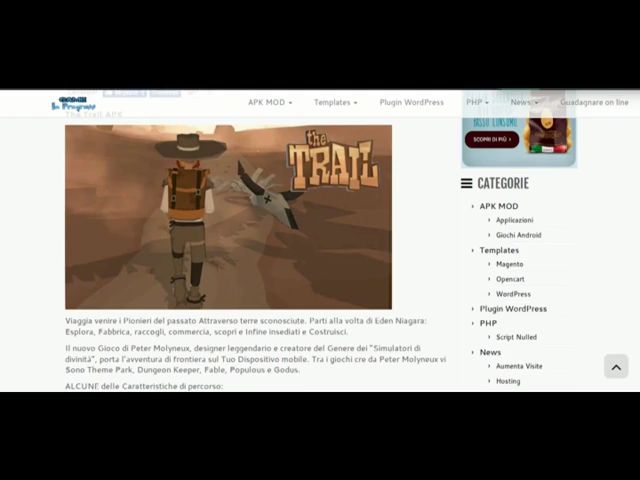 GAME
In Progress
APK MOD
Templates
Plugin WordPress
PHP
News
Guadagnare on line
The Trail APK
the
TRAIL
PASSO CONSUMO
SCOPRI DI PIÙ >
CATEGORIE
APK MOD
Applicazioni
Giochi Android
Templates
Magento
Opencart
WordPress
Plugin WordPress
PHP
Script Nulled
News
Aumenta Visite
Hosting
Viaggia venire i Pionieri del passato Attraverso terre sconosciute. Parti alla volta di Eden Niagara:
Esplora, Fabbrica, raccogli, commercia, scopri e Infine insediati e Costruisci.
Il nuovo Gioco di Peter Molyneux, designer leggendario e creatore del Genere dei "Simulatori di
divinità", porta l'avventura di frontiera sul Tuo Dispositivo mobile. Tra i giochi cre da Peter Molyneux vi
Sono Theme Park, Dungeon Keeper, Fable, Populous e Godus.
ALCUNE delle Caratteristiche di percorso: